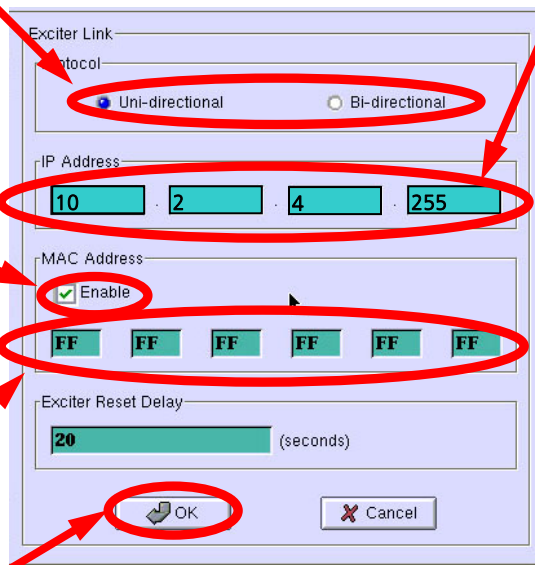 Exciter Link
Protocol
Uni-directional Bi-directional
IP Address
10 . 2 . 4 . 255
MAC Address
Enable
FF FF FF FF FF FF
Exciter Reset Delay
20 (seconds)
OK Cancel